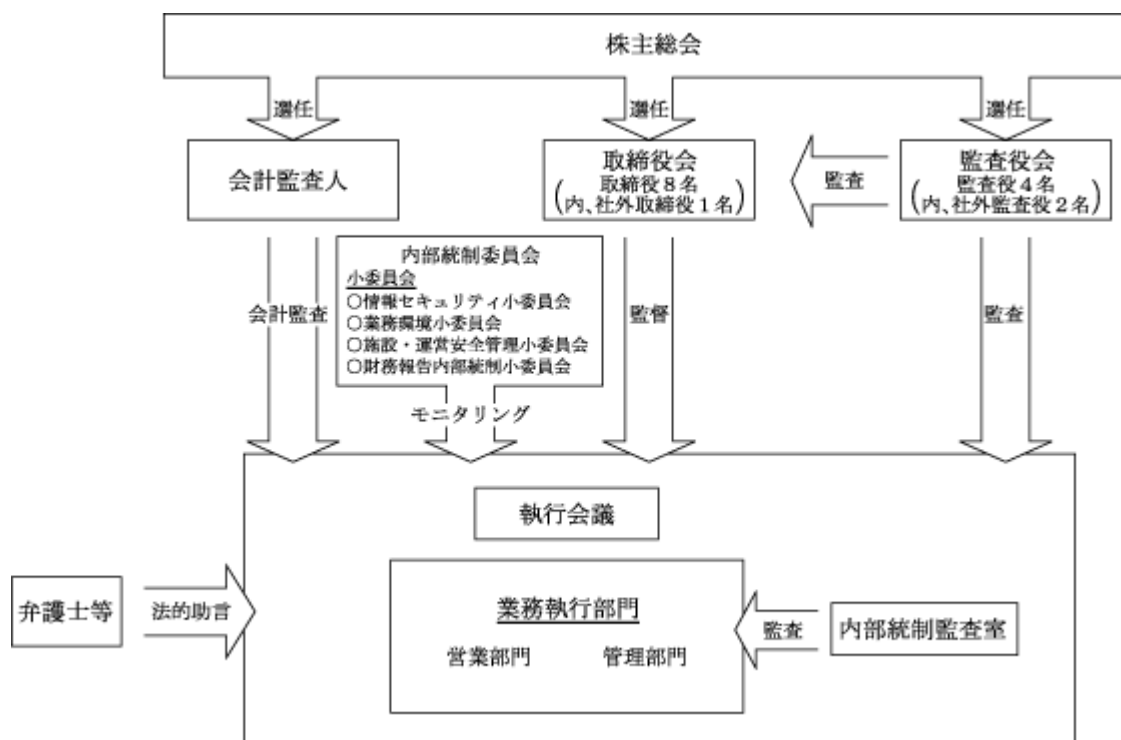 株主総会
選任
選任
選任
会計監査人
取締役会
取締役8名
(内、社外取締役1名)
監査
監査役会
監査役4名
(内、社外監査役2名)
内部統制委員会
小委員会
○情報セキュリティ小委員会
○業務環境小委員会
○施設・運営安全管理小委員会
○財務報告内部統制小委員会
会計監査
監督
監査
モニタリング
執行会議
弁護士等
法的助言
業務執行部門
営業部門 管理部門
監査
内部統制監査室